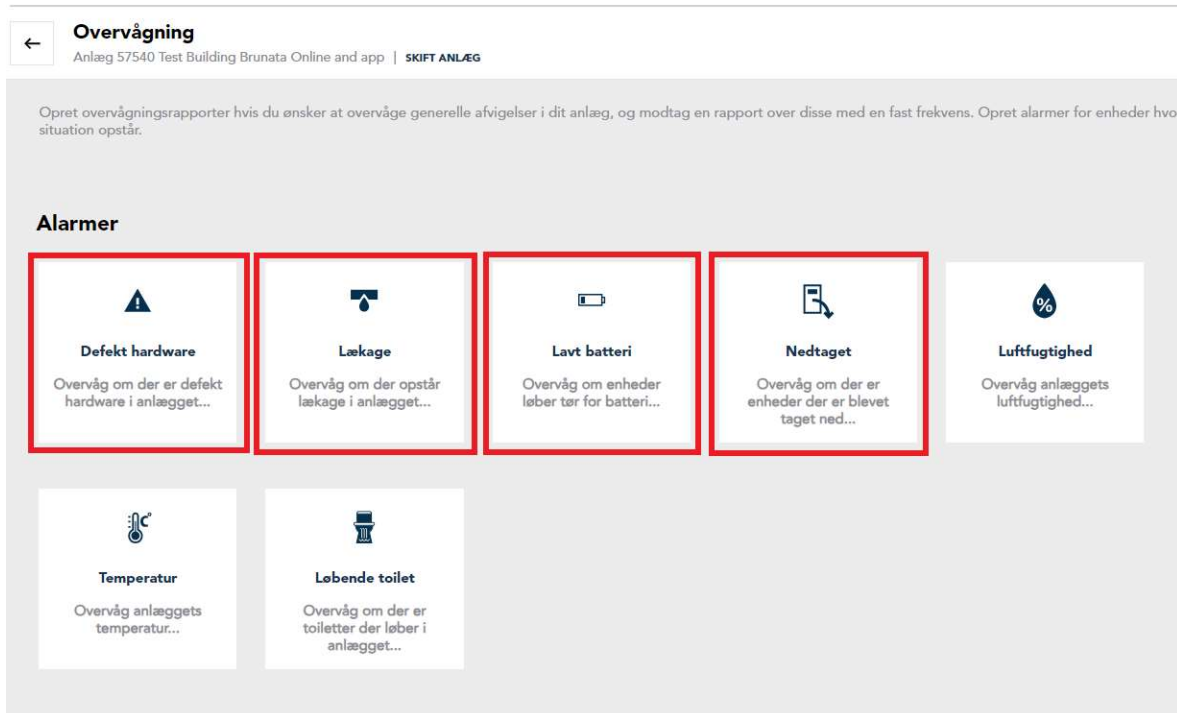 Overvågning
Anlæg 57540 Test Building Brunata Online and app | SKIFT ANLÆG
Opret overvågningsrapporter hvis du ønsker at overvåge generelle afvigelser i dit anlæg, og modtag en rapport over disse med en fast frekvens. Opret alarmer for enheder hvo
situation opstår.
Alarmer
Defekt hardware
Overvåg om der er defekt
hardware i anlægget...
Lækage
Overvåg om der opstår
lækage i anlægget...
Lavt batteri
Overvåg om enheder
løber tør for batteri...
Nedtaget
Overvåg om der er
enheder der er blevet
taget ned...
%
Luftfugtighed
Overvåg anlæggets
luftfugtighed...
C°
Temperatur
Overvåg anlæggets
temperatur...
Løbende toilet
Overvåg om der er
toiletter der løber i
anlægget...